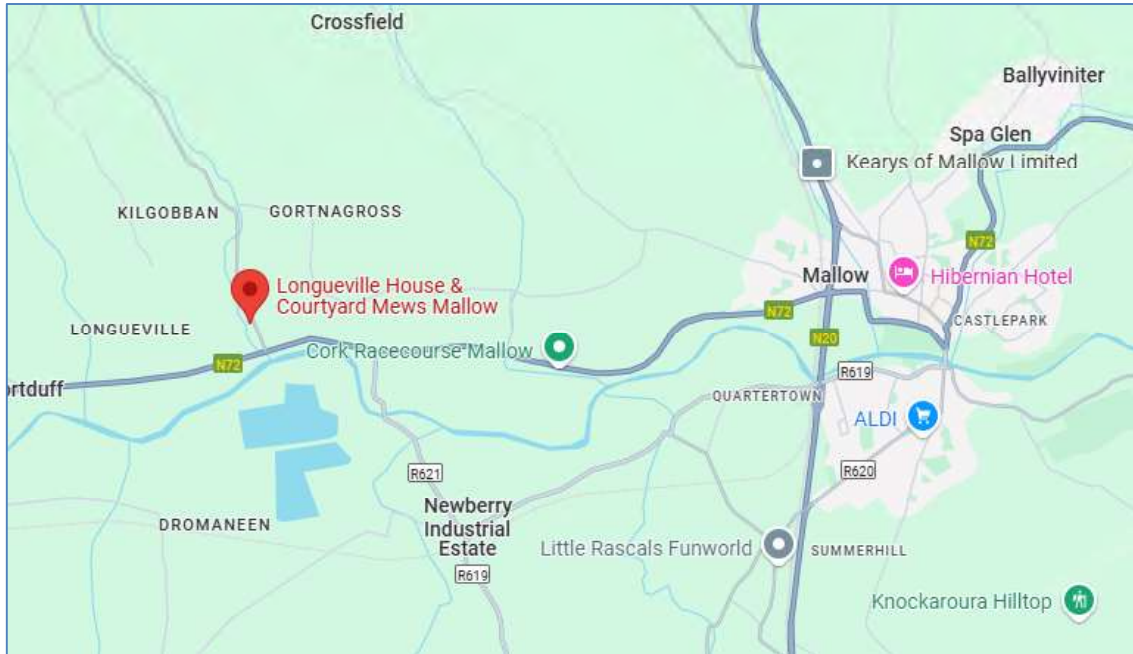 Crossfield
Ballyviniter
Spa Glen
Kearys of Mallow Limited
KILGOBBAN
GORTNAGROSS
N72
Longueville House &
Courtyard Mews Mallow
Mallow
Hibernian Hotel
N72
CASTLEPARK
LONGUEVILLE
N20
Cork Racecourse Mallow
N72
R619
ortduff
QUARTERTOWN
ALDI
R621
R620
Newberry
Industrial
Estate
DROMANEEN
Little Rascals Funworld
SUMMERHILL
R619
Knockaroura Hilltop